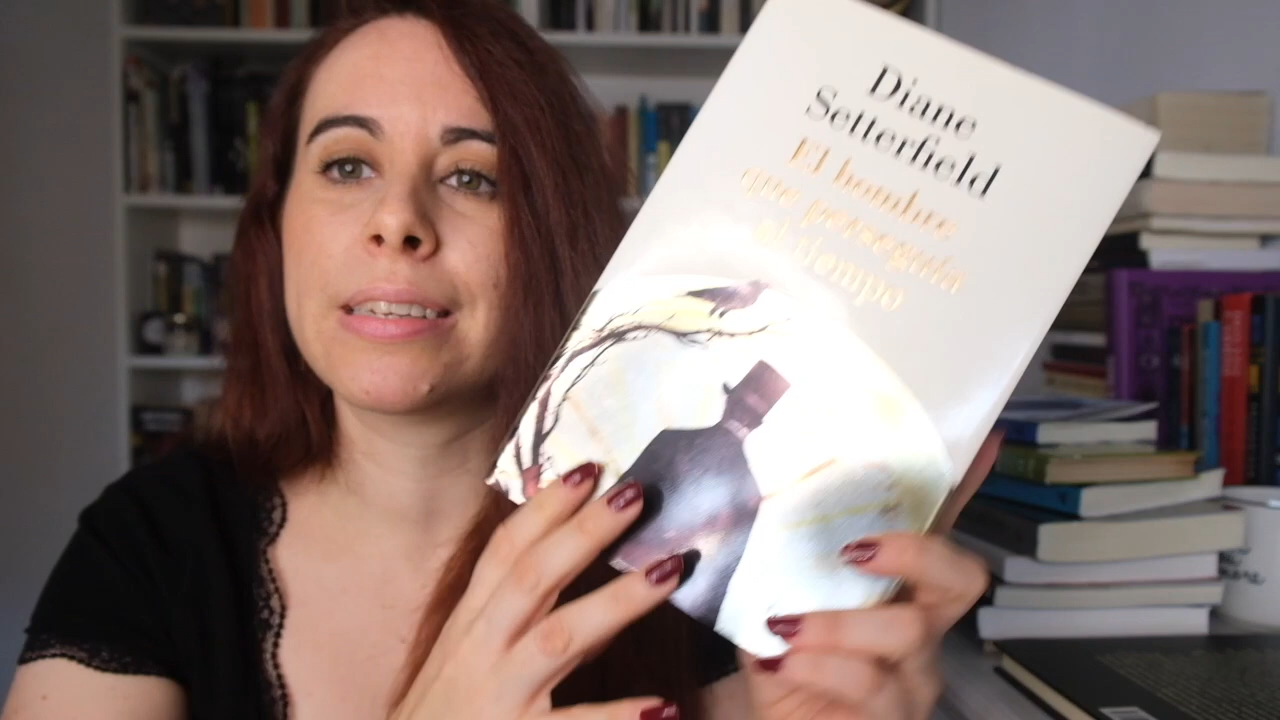 Diane
Setterfield
El hombre
que perseguía
el tiempo